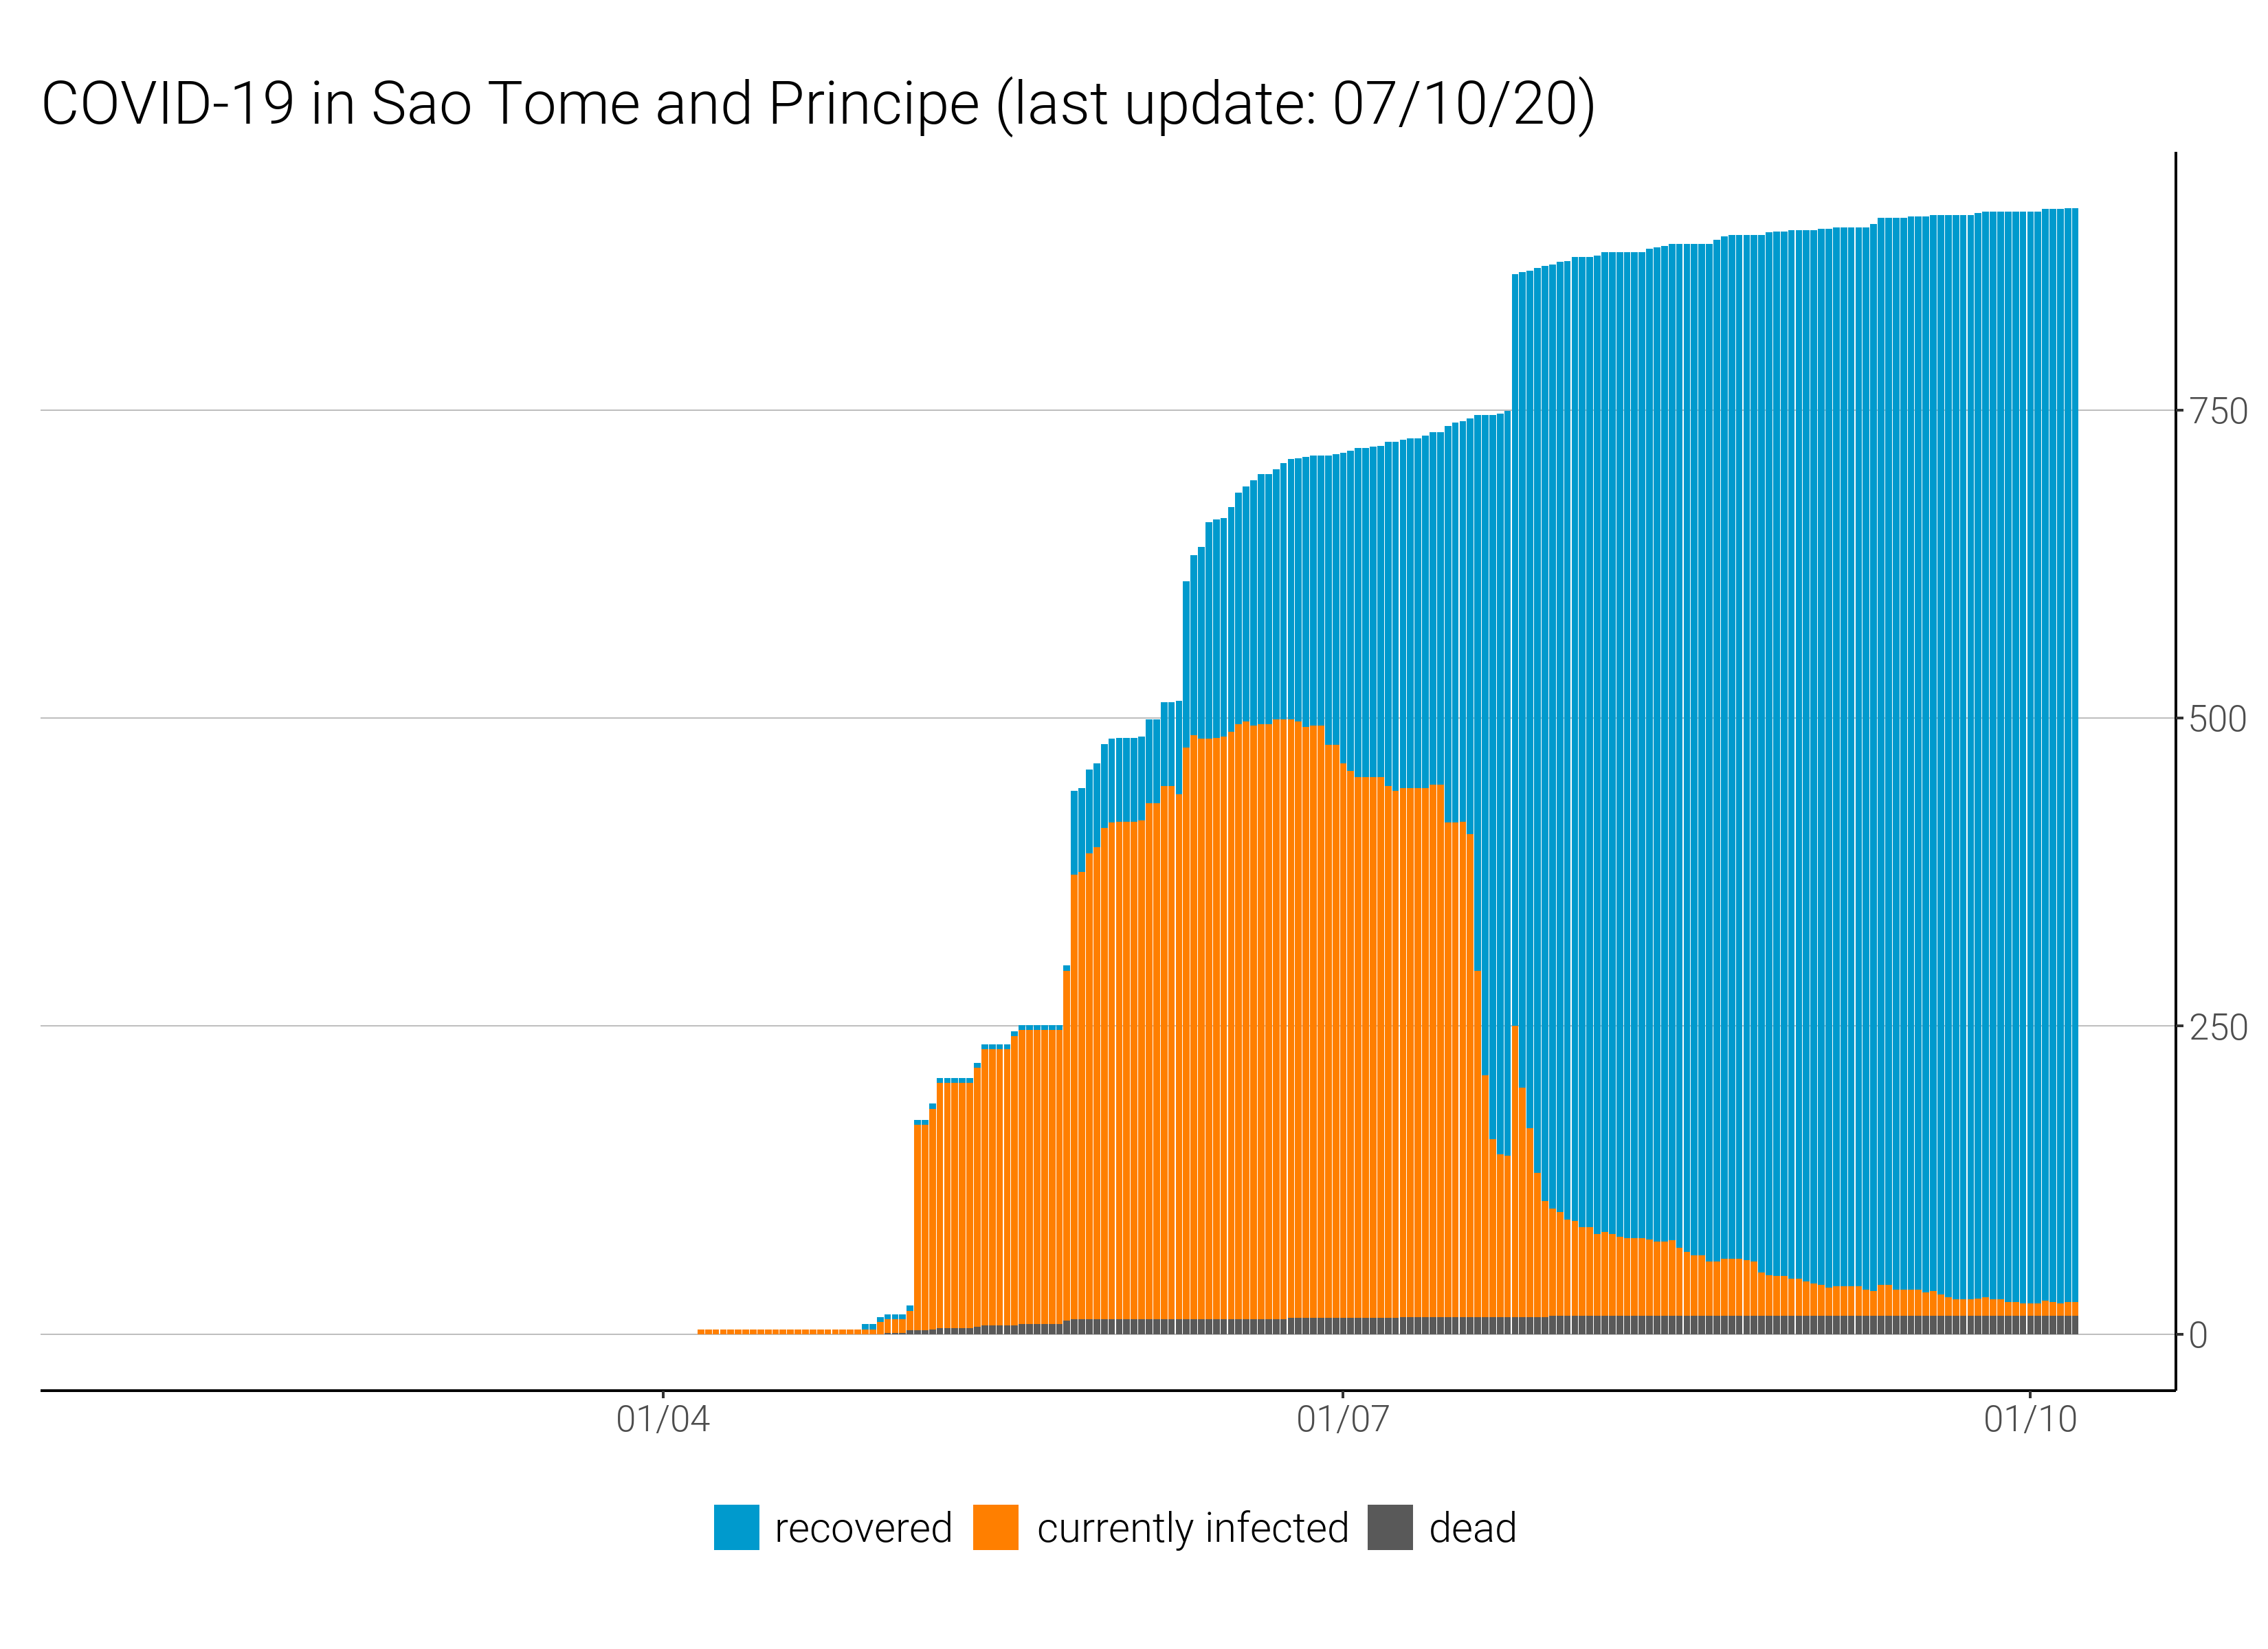 COVID-19 in Sao Tome and Principe (last update: 07/10/20)
750
500
250
0
01/04 01/07 01/10
recovered currently infected dead